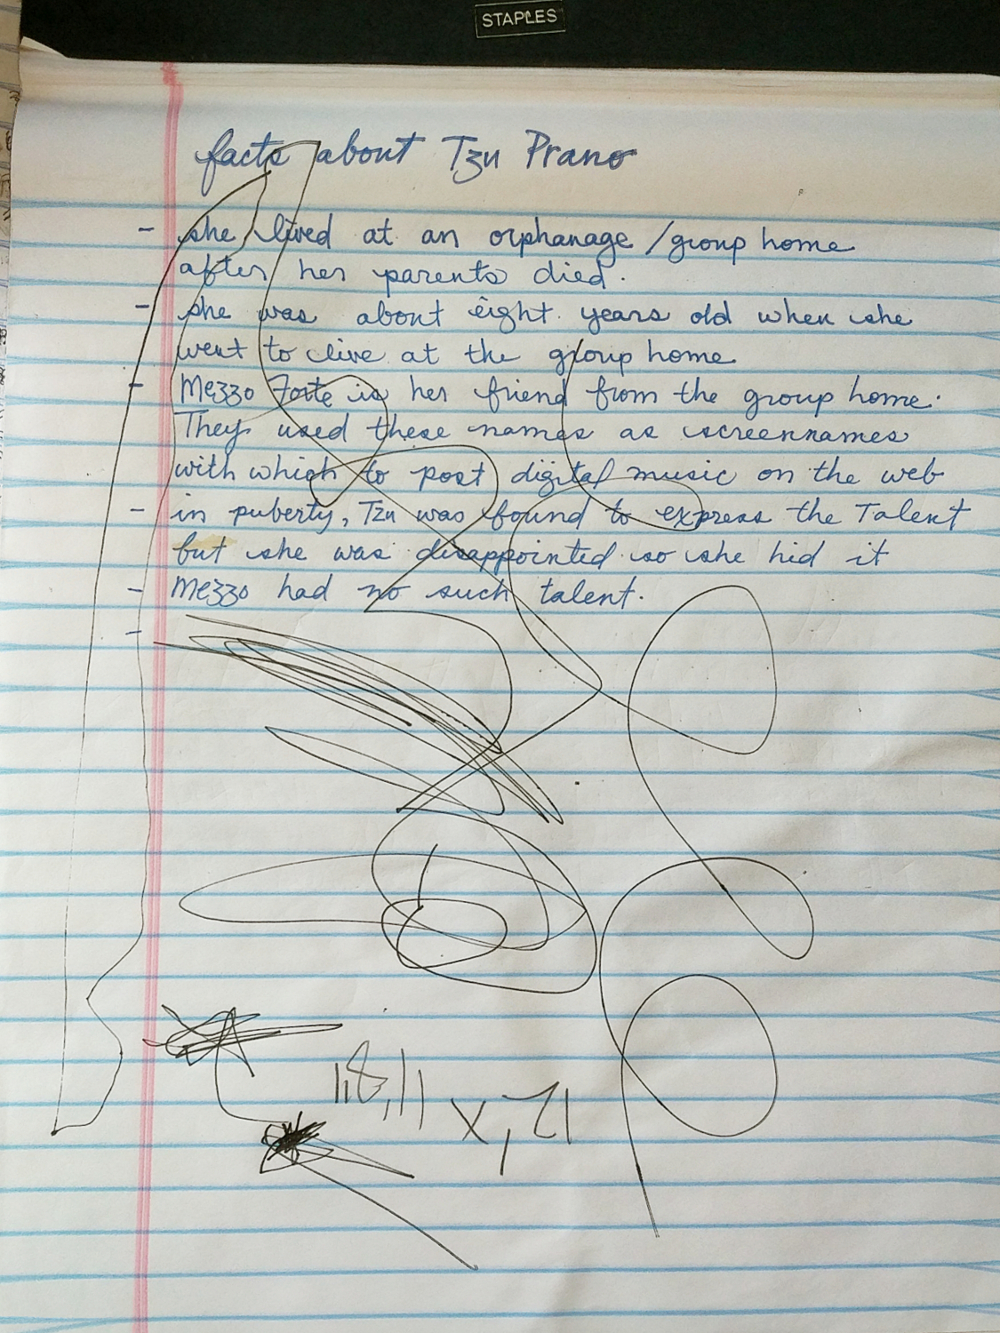 STAPLES
facts about Tzu Prano
- she lived at an orphanage / group home
after her parents died.
- she was about eight years old when she
went to live at the group home
- Mezzo Forte is her friend from the group home.
They used these names as screennames
with which to post digital music on the web
- in puberty, Tzu was found to express the Talent
but she was disappointed so she hid it
- Mezzo had no such talent.
-